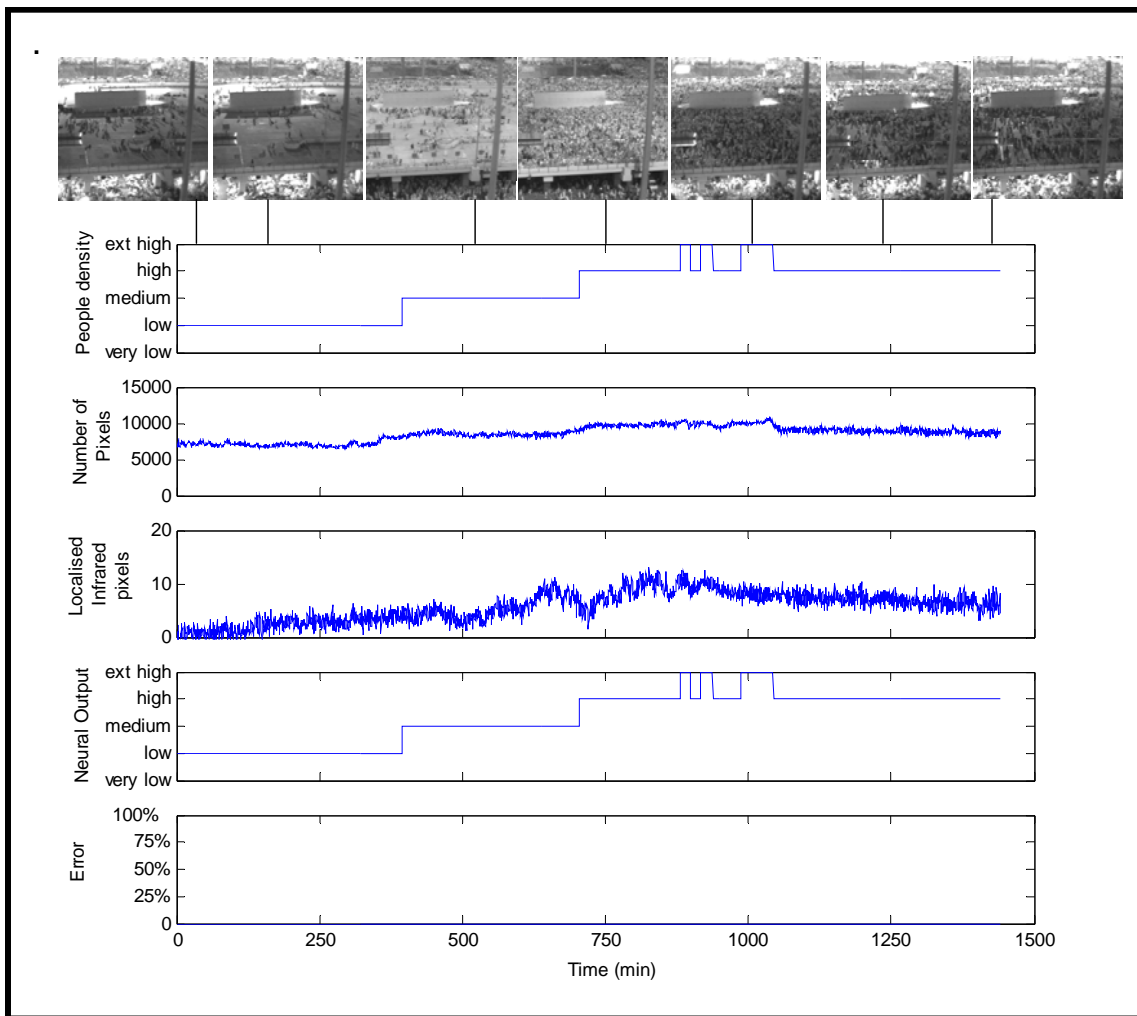 .
People density
ext high
high
medium
low
very low
Number of
Pixels
15000
10000
5000
0
Localised
Infrared
pixels
20
10
0
Neural Output
ext high
high
medium
low
very low
Error
100%
75%
50%
25%
0
0 250 500 750 1000 1250 1500
Time (min)